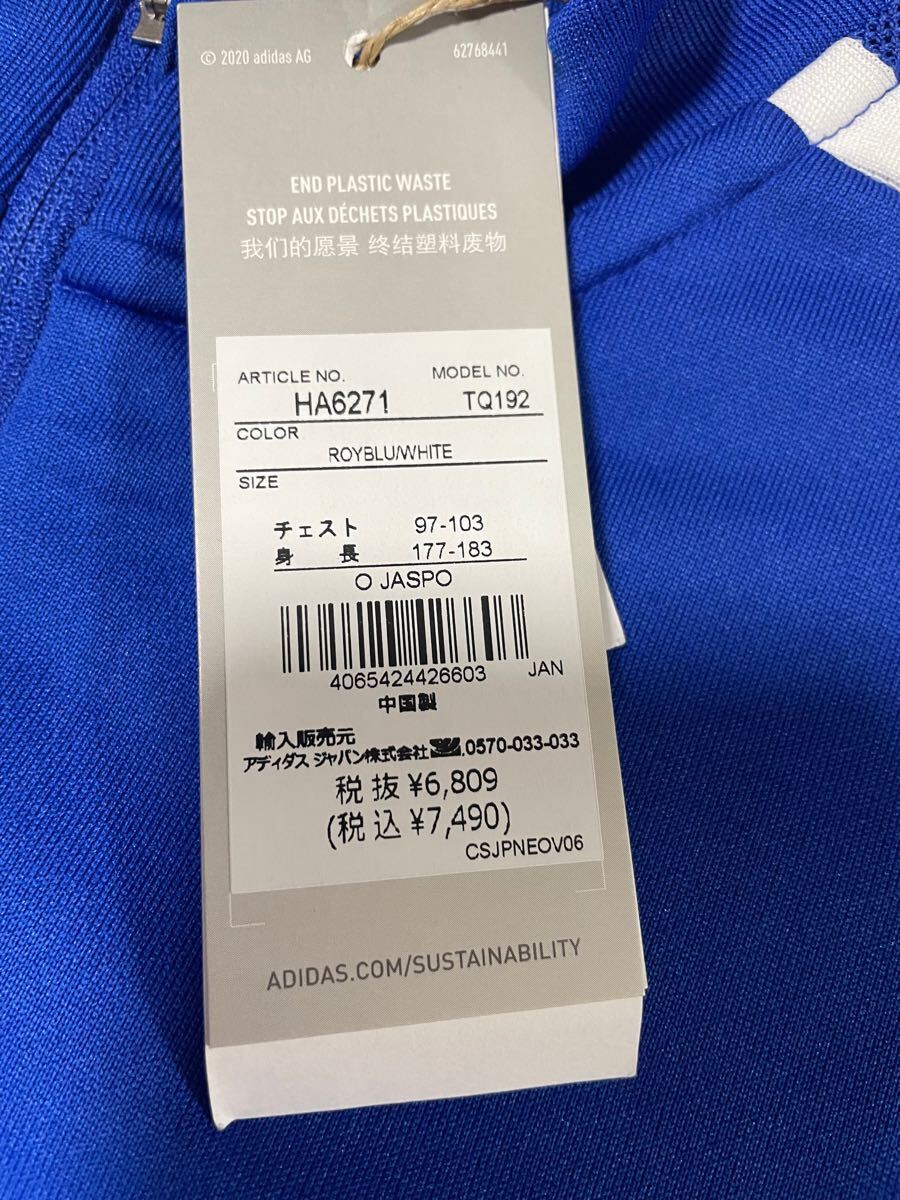 © 2020 adidas AG 62768441
END PLASTIC WASTE
STOP AUX DÉCHETS PLASTIQUES
我们的愿景 终结塑料废物
ARTICLE NO. MODEL NO.
HA6271 TQ192
COLOR
ROYBLU/WHITE
SIZE
チェスト 97-103
身長 177-183
O JASPO
4065424426603 JAN
中国製
輸入販売元
アディダス ジャパン株式会社 0570-033-033
税抜 ¥6,809
(税込 ¥7,490)
CSJPNEOV06
ADIDAS.COM/SUSTAINABILITY